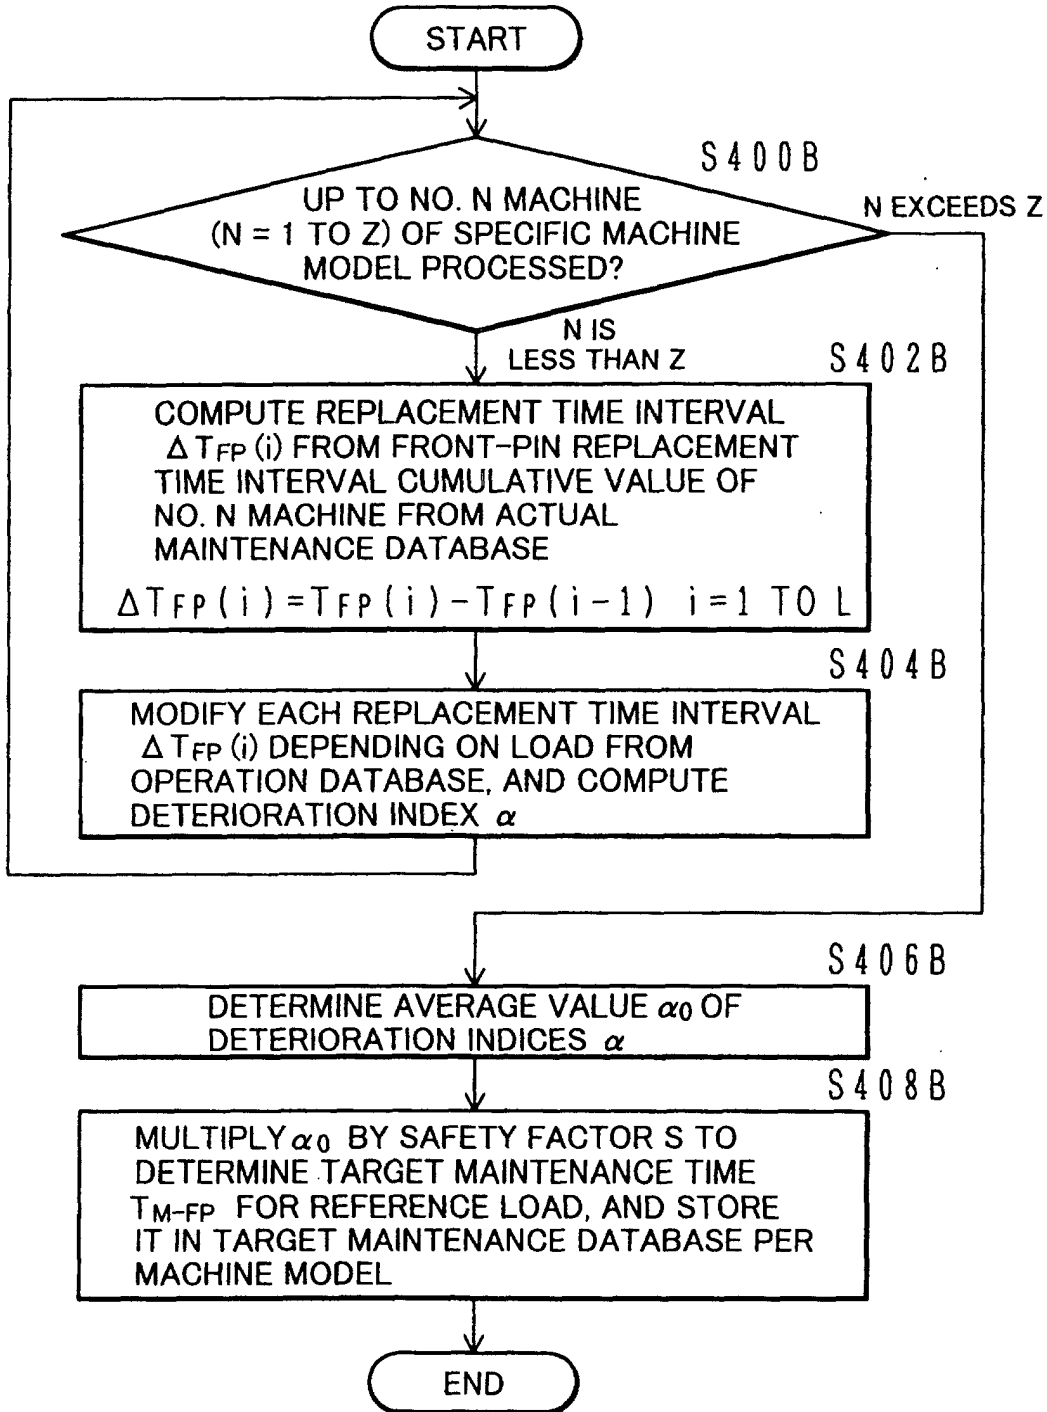 START
S400B
UP TO NO. N MACHINE
(N = 1 TO Z) OF SPECIFIC MACHINE
MODEL PROCESSED?
N EXCEEDS Z
N IS
LESS THAN Z
S402B
COMPUTE REPLACEMENT TIME INTERVAL
ΔTFP (i) FROM FRONT-PIN REPLACEMENT
TIME INTERVAL CUMULATIVE VALUE OF
NO. N MACHINE FROM ACTUAL
MAINTENANCE DATABASE
ΔTFP(i)=TFP(i)-TFP(i-1) i=1 TO L
S404B
MODIFY EACH REPLACEMENT TIME INTERVAL
ΔTFP (i) DEPENDING ON LOAD FROM
OPERATION DATABASE, AND COMPUTE
DETERIORATION INDEX α
S406B
DETERMINE AVERAGE VALUE α0 OF
DETERIORATION INDICES α
S408B
MULTIPLY α0 BY SAFETY FACTOR S TO
DETERMINE TARGET MAINTENANCE TIME
TM-FP FOR REFERENCE LOAD, AND STORE
IT IN TARGET MAINTENANCE DATABASE PER
MACHINE MODEL
END